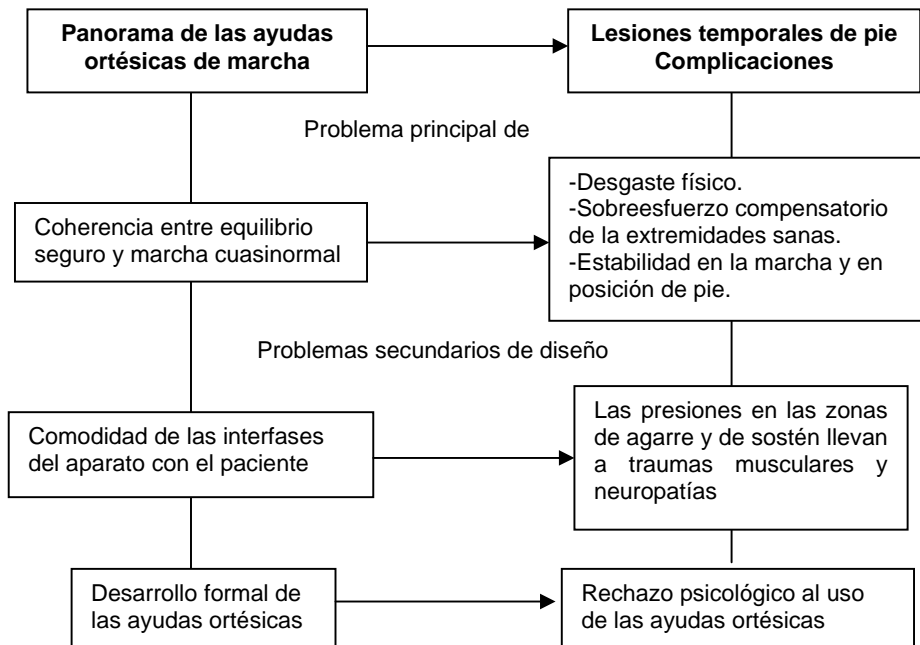 Panorama de las ayudas
ortésicas de marcha
Lesiones temporales de pie
Complicaciones
Problema principal de
Coherencia entre equilibrio
seguro y marcha cuasinormal
-Desgaste físico.
-Sobreesfuerzo compensatorio
de la extremidades sanas.
-Estabilidad en la marcha y en
posición de pie.
Problemas secundarios de diseño
Comodidad de las interfases
del aparato con el paciente
Las presiones en las zonas
de agarre y de sostén llevan
a traumas musculares y
neuropatías
Desarrollo formal de
las ayudas ortésicas
Rechazo psicológico al uso
de las ayudas ortésicas